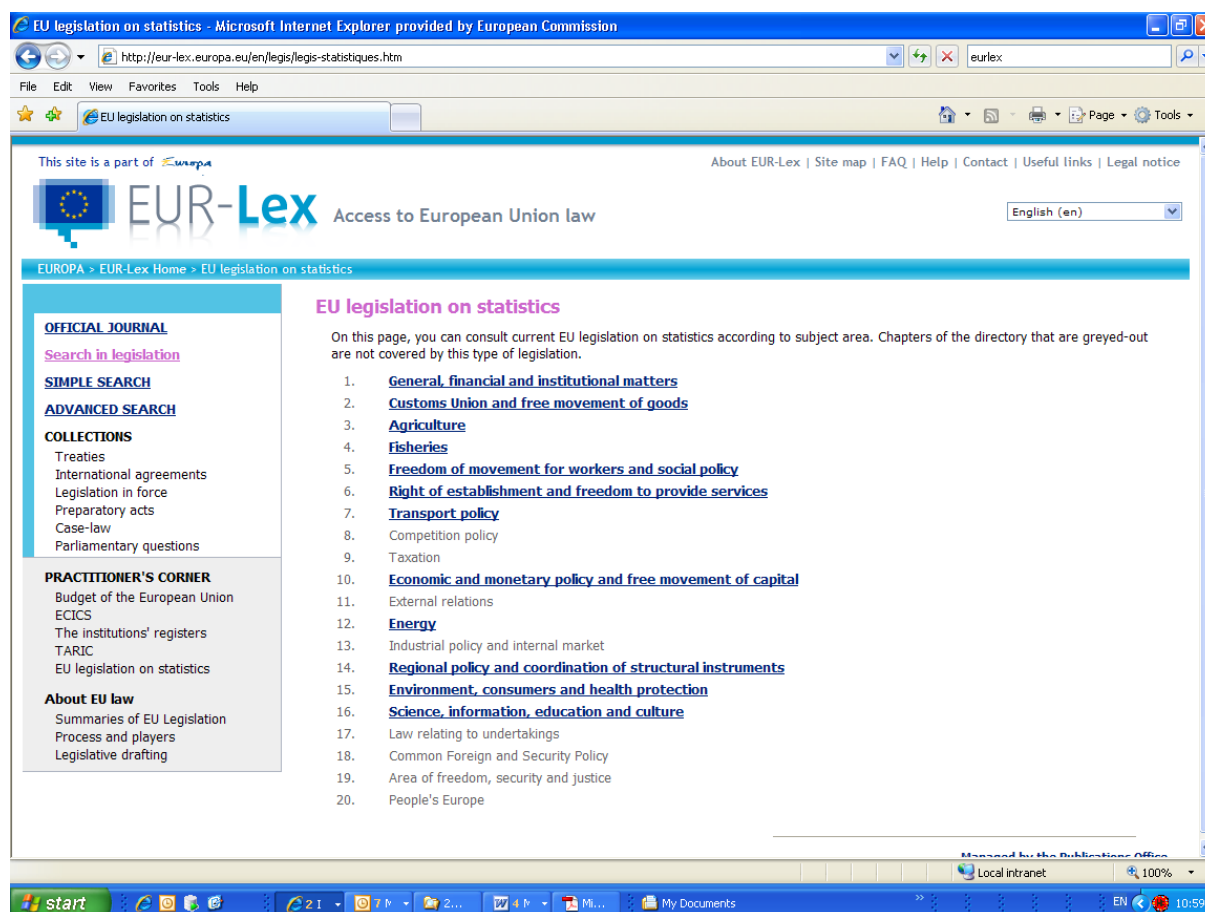 EU legislation on statistics - Microsoft Internet Explorer provided by European Commission
http://eur-lex.europa.eu/en/legis/legis-statistiques.htm
eurlex
File Edit View Favorites Tools Help
EU legislation on statistics
Page Tools
This site is a part of Europa
About EUR-Lex | Site map | FAQ | Help | Contact | Useful links | Legal notice
EUR-Lex Access to European Union law
English (en)
EUROPA > EUR-Lex Home > EU legislation on statistics
OFFICIAL JOURNAL
Search in legislation
SIMPLE SEARCH
ADVANCED SEARCH
COLLECTIONS
Treaties
International agreements
Legislation in force
Preparatory acts
Case-law
Parliamentary questions
PRACTITIONER'S CORNER
Budget of the European Union
ECICS
The institutions' registers
TARIC
EU legislation on statistics
About EU law
Summaries of EU Legislation
Process and players
Legislative drafting
EU legislation on statistics
On this page, you can consult current EU legislation on statistics according to subject area. Chapters of the directory that are greyed-out
are not covered by this type of legislation.
1. General, financial and institutional matters
2. Customs Union and free movement of goods
3. Agriculture
4. Fisheries
5. Freedom of movement for workers and social policy
6. Right of establishment and freedom to provide services
7. Transport policy
8. Competition policy
9. Taxation
10. Economic and monetary policy and free movement of capital
11. External relations
12. Energy
13. Industrial policy and internal market
14. Regional policy and coordination of structural instruments
15. Environment, consumers and health protection
16. Science, information, education and culture
17. Law relating to undertakings
18. Common Foreign and Security Policy
19. Area of freedom, security and justice
20. People's Europe
Managed by the Publications Office
Local intranet 100%
start 2... Mi... My Documents EN 10:59